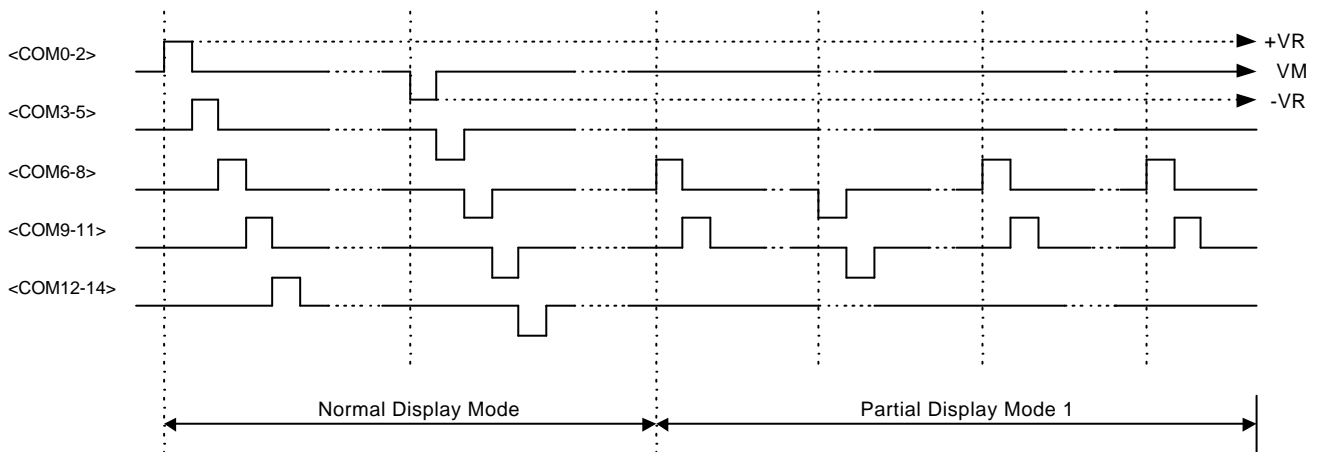 <COM0-2>
+VR
VM
-VR
<COM3-5>
<COM6-8>
<COM9-11>
<COM12-14>
Normal Display Mode
Partial Display Mode 1